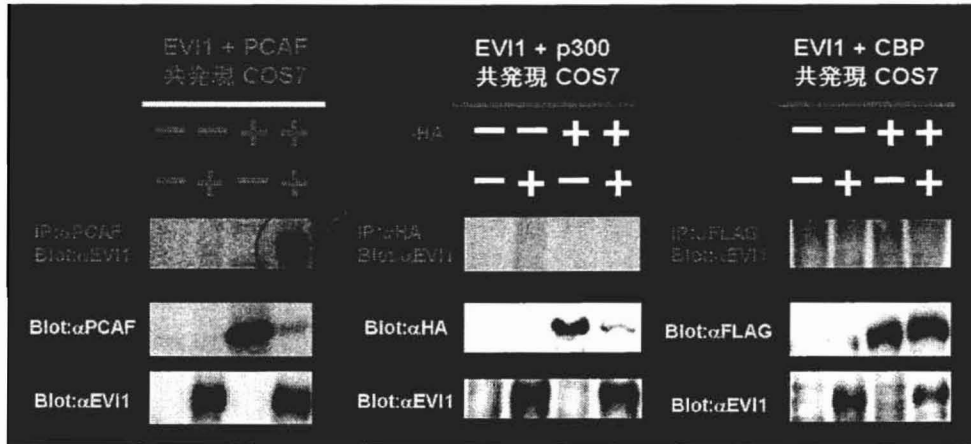 EVI1 + PCAF
共発現 COS7
EVI1 + p300
共発現 COS7
EVI1 + CBP
共発現 COS7
— — + +
-HA
— — + +
— — + +
— + — +
— + — +
— + — +
IP:αPCAF
Blot:αEVI1
IP:αHA
Blot:αEVI1
IP:αFLAG
Blot:αEVI1
Blot:αPCAF
Blot:αHA
Blot:αFLAG
Blot:αEVI1
Blot:αEVI1
Blot:αEVI1